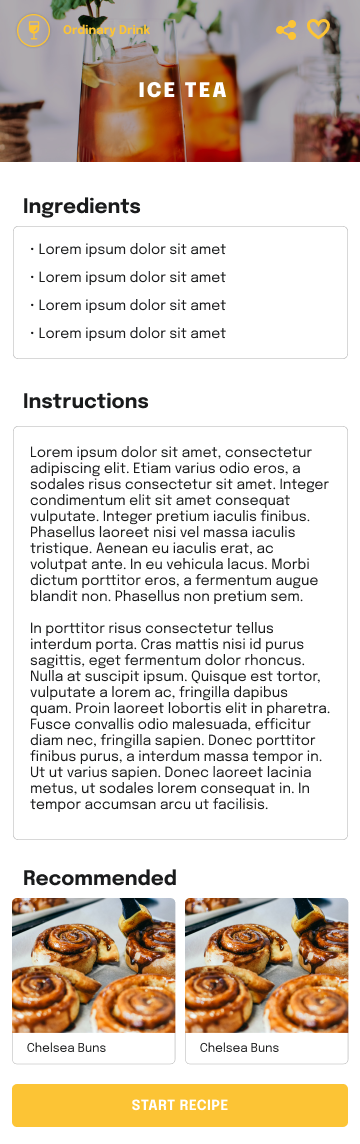 Ordinary Drink
ICE TEA
Ingredients
• Lorem ipsum dolor sit amet
• Lorem ipsum dolor sit amet
• Lorem ipsum dolor sit amet
• Lorem ipsum dolor sit amet
Instructions
Lorem ipsum dolor sit amet, consectetur
adipiscing elit. Etiam varius odio eros, a
sodales risus consectetur sit amet. Integer
condimentum elit sit amet consequat
vulputate. Integer pretium iaculis finibus.
Phasellus laoreet nisi vel massa iaculis
tristique. Aenean eu iaculis erat, ac
volutpat ante. In eu vehicula lacus. Morbi
dictum porttitor eros, a fermentum augue
blandit non. Phasellus non pretium sem.
In porttitor risus consectetur tellus
interdum porta. Cras mattis nisi id purus
sagittis, eget fermentum dolor rhoncus.
Nulla at suscipit ipsum. Quisque est tortor,
vulputate a lorem ac, fringilla dapibus
quam. Proin laoreet lobortis elit in pharetra.
Fusce convallis odio malesuada, efficitur
diam nec, fringilla sapien. Donec porttitor
finibus purus, a interdum massa tempor in.
Ut ut varius sapien. Donec laoreet lacinia
metus, ut sodales lorem consequat in. In
tempor accumsan arcu ut facilisis.
Recommended
Chelsea Buns
Chelsea Buns
START RECIPE